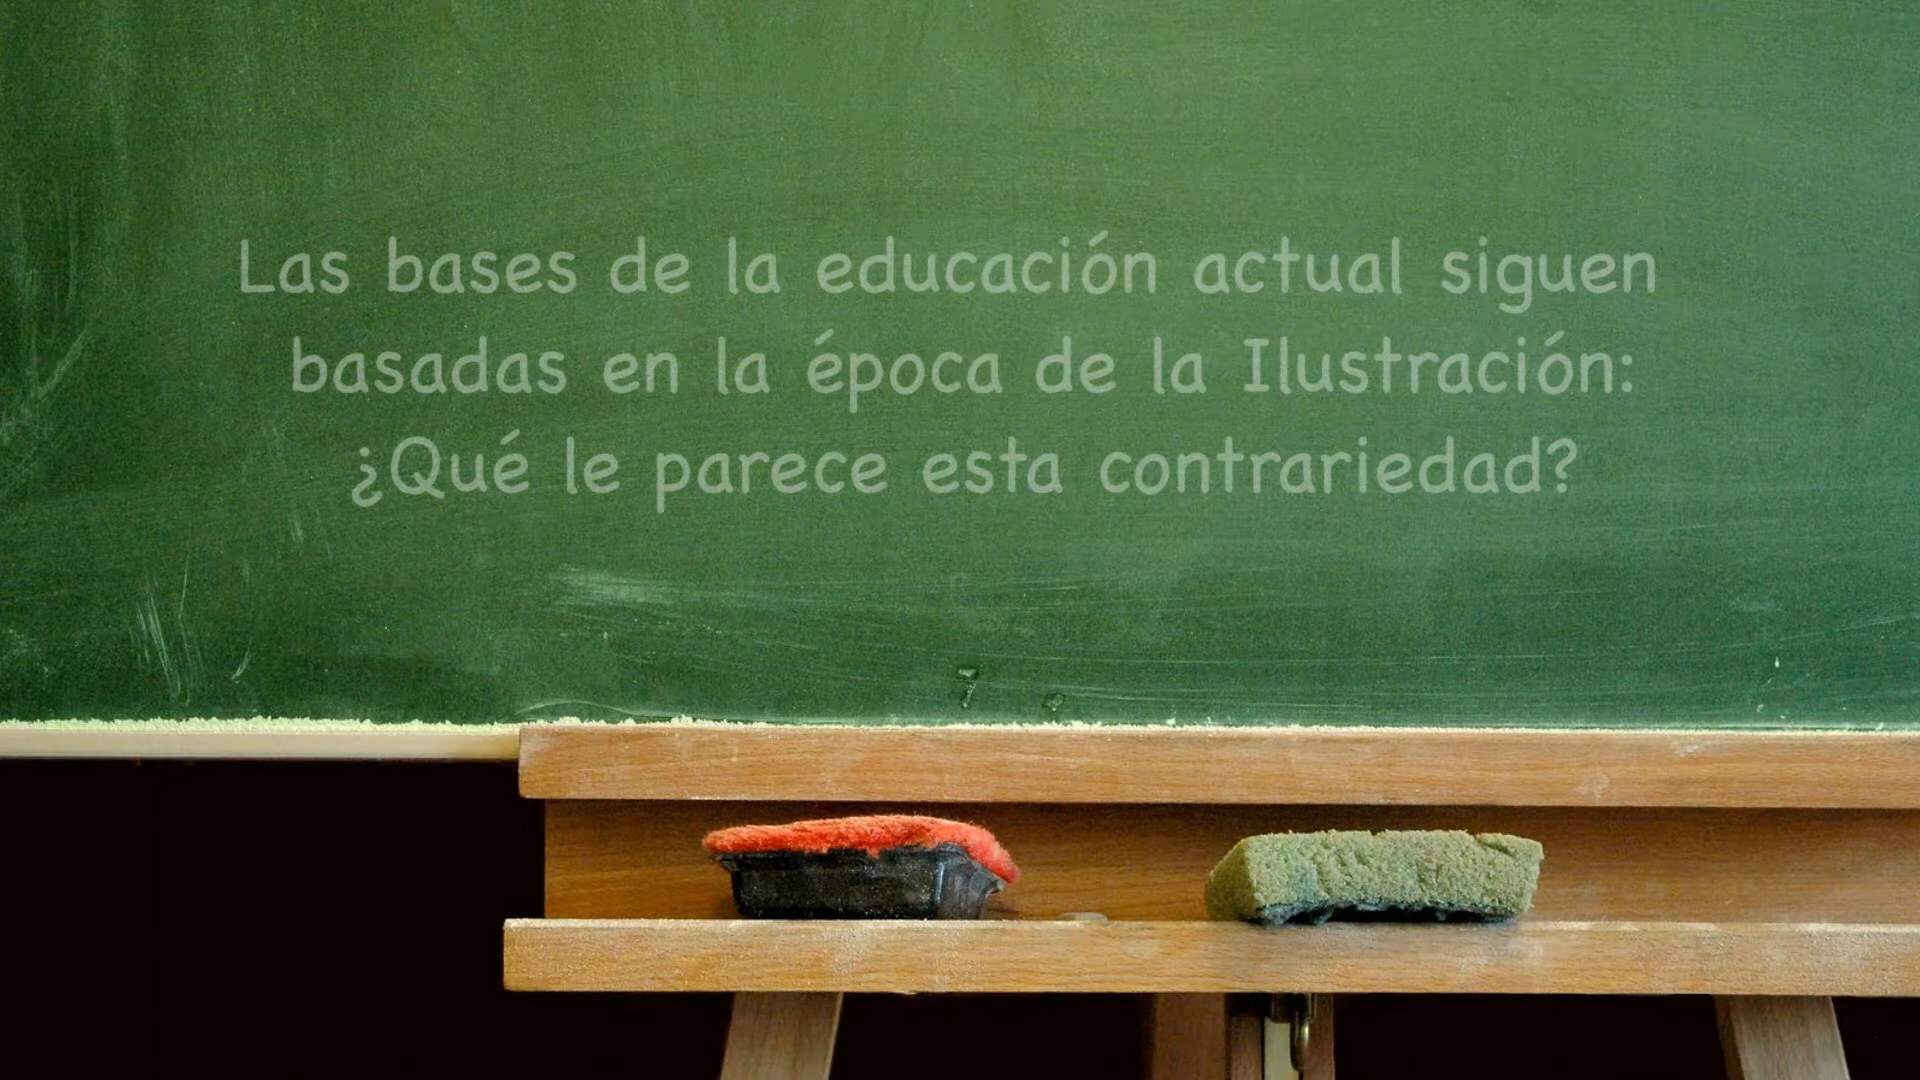 Las bases de la educación actual siguen
basadas en la época de la Ilustración:
¿Qué le parece esta contrariedad?